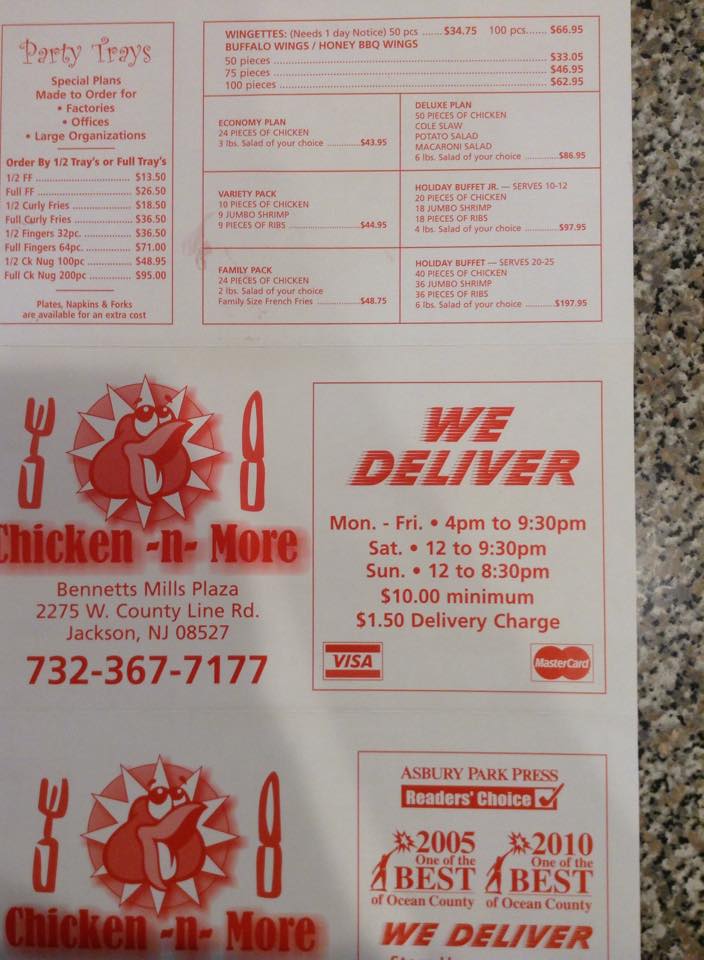 Party Trays
Special Plans
Made to Order for
• Factories
• Offices
• Large Organizations
Order By 1/2 Tray's or Full Tray's
1/2 FF ........................ $13.50
Full FF ........................ $26.50
1/2 Curly Fries ............ $18.50
Full Curly Fries ............ $36.50
1/2 Fingers 32pc. ........ $36.50
Full Fingers 64pc. ........ $71.00
1/2 Ck Nug 100pc ...... $48.95
Full Ck Nug 200pc ...... $95.00
Plates, Napkins & Forks
are available for an extra cost
WINGETTES: (Needs 1 day Notice) 50 pcs ...... $34.75 100 pcs...... $66.95
BUFFALO WINGS / HONEY BBQ WINGS
50 pieces ........................ $33.05
75 pieces ........................ $46.95
100 pieces ........................ $62.95
ECONOMY PLAN
24 PIECES OF CHICKEN
3 lbs. Salad of your choice ............$43.95
DELUXE PLAN
50 PIECES OF CHICKEN
COLE SLAW
POTATO SALAD
MACARONI SALAD
6 lbs. Salad of your choice ............$86.95
VARIETY PACK
10 PIECES OF CHICKEN
9 JUMBO SHRIMP
9 PIECES OF RIBS ............$44.95
HOLIDAY BUFFET JR. — SERVES 10-12
20 PIECES OF CHICKEN
18 JUMBO SHRIMP
18 PIECES OF RIBS
4 lbs. Salad of your choice ............$97.95
FAMILY PACK
24 PIECES OF CHICKEN
2 lbs. Salad of your choice
Family Size French Fries ............$48.75
HOLIDAY BUFFET — SERVES 20-25
40 PIECES OF CHICKEN
36 JUMBO SHRIMP
36 PIECES OF RIBS
6 lbs. Salad of your choice ............$197.95
Chicken -n- More
Bennetts Mills Plaza
2275 W. County Line Rd.
Jackson, NJ 08527
732-367-7177
WE
DELIVER
Mon. - Fri. • 4pm to 9:30pm
Sat. • 12 to 9:30pm
Sun. • 12 to 8:30pm
$10.00 minimum
$1.50 Delivery Charge
VISA
MasterCard
Chicken -n- More
ASBURY PARK PRESS
Readers' Choice
2005
One of the
BEST
of Ocean County
2010
One of the
BEST
of Ocean County
WE DELIVER